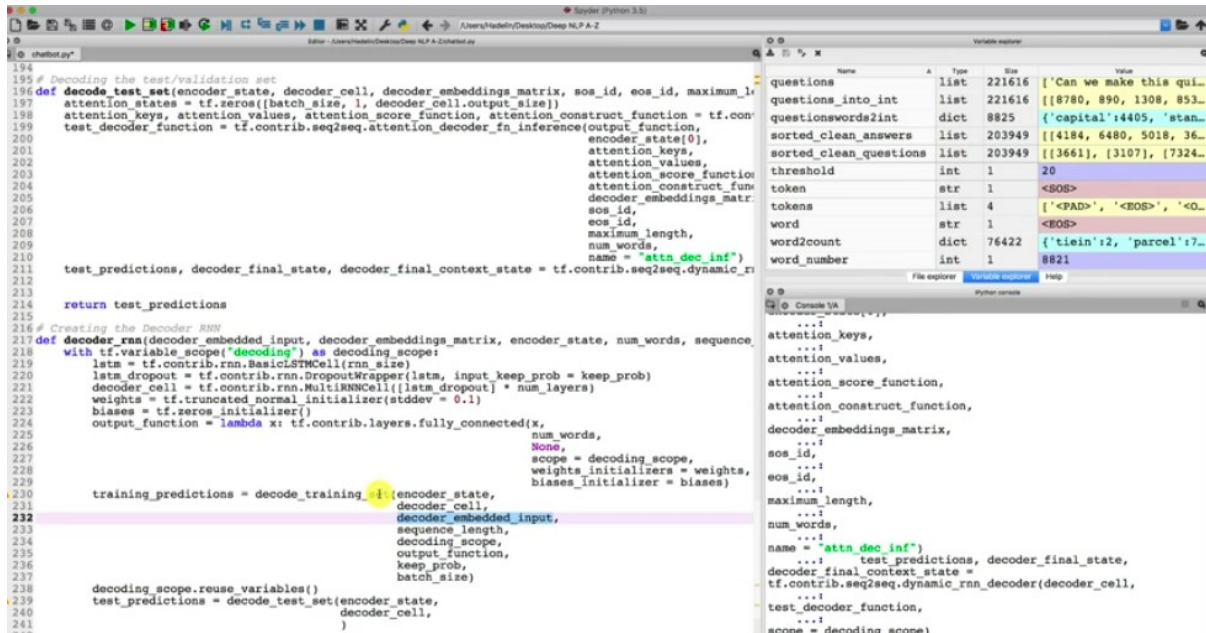 Spyder (Python 3.5)
/Users/Hadelin/Desktop/Deep NLP A-Z
Editor - /Users/Hadelin/Desktop/Deep NLP A-Z/chatbot.py
chatbot.py*
194
195 # Decoding the test/validation set
196 def decode_test_set(encoder_state, decoder_cell, decoder_embeddings_matrix, sos_id, eos_id, maximum_l
197 attention_states = tf.zeros([batch_size, 1, decoder_cell.output_size])
198 attention_keys, attention_values, attention_score_function, attention_construct_function = tf.con
199 test_decoder_function = tf.contrib.seq2seq.attention_decoder_fn_inference(output_function,
200 encoder_state[0],
201 attention_keys,
202 attention_values,
203 attention_score_function
204 attention_construct_func
205 decoder_embeddings_matr
206 sos_id,
207 eos_id,
208 maximum_length,
209 num_words,
210 name = "attn_dec_inf")
211 test_predictions, decoder_final_state, decoder_final_context_state = tf.contrib.seq2seq.dynamic_r
212
213
214 return test_predictions
215
216 # Creating the Decoder RNN
217 def decoder_rnn(decoder_embedded_input, decoder_embeddings_matrix, encoder_state, num_words, sequence_
218 with tf.variable_scope("decoding") as decoding_scope:
219 lstm = tf.contrib.rnn.BasicLSTMCell(rnn_size)
220 lstm_dropout = tf.contrib.rnn.DropoutWrapper(lstm, input_keep_prob = keep_prob)
221 decoder_cell = tf.contrib.rnn.MultiRNNCell([lstm_dropout] * num_layers)
222 weights = tf.truncated_normal_initializer(stddev = 0.1)
223 biases = tf.zeros_initializer()
224 output_function = lambda x: tf.contrib.layers.fully_connected(x,
225 num_words,
226 None,
227 scope = decoding_scope,
228 weights_initializers = weights,
229 biases_initializer = biases)
230 training_predictions = decode_training_set(encoder_state,
231 decoder_cell,
232 decoder_embedded_input,
233 sequence_length,
234 decoding_scope,
235 output_function,
236 keep_prob,
237 batch_size)
238 decoding_scope.reuse_variables()
239 test_predictions = decode_test_set(encoder_state,
240 decoder_cell,
241 )
Variable explorer
Name Type Size Value
questions list 221616 ['Can we make this qui…
questions_into_int list 221616 [[8780, 890, 1308, 853…
questionswords2int dict 8825 {'capital':4405, 'stan…
sorted_clean_answers list 203949 [[4184, 6480, 5018, 36…
sorted_clean_questions list 203949 [[3661], [3107], [7324…
threshold int 1 20
token str 1 <SOS>
tokens list 4 ['<PAD>', '<EOS>', '<O…
word str 1 <EOS>
word2count dict 76422 {'tiein':2, 'parcel':7…
word_number int 1 8821
File explorer Variable explorer Help
IPython console
Console 1/A
...:
attention_keys,
...:
attention_values,
...:
attention_score_function,
...:
attention_construct_function,
...:
decoder_embeddings_matrix,
...:
sos_id,
...:
eos_id,
...:
maximum_length,
...:
num_words,
...:
name = "attn_dec_inf")
...: test_predictions, decoder_final_state,
decoder_final_context_state =
tf.contrib.seq2seq.dynamic_rnn_decoder(decoder_cell,
...:
test_decoder_function,
...:
scope = decoding_scope)